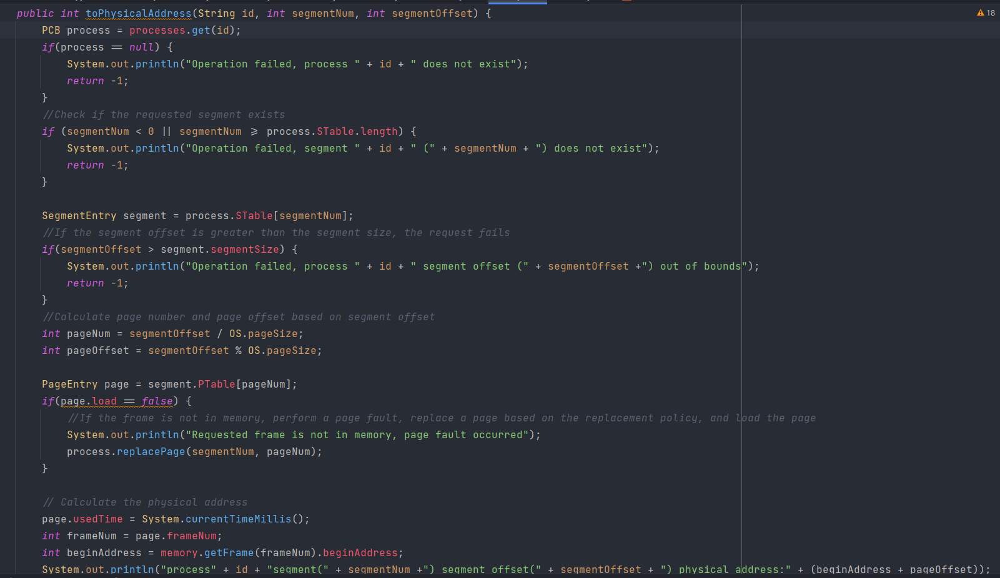 public int toPhysicalAddress(String id, int segmentNum, int segmentOffset) {
18
PCB process = processes.get(id);
if(process == null) {
System.out.println("Operation failed, process " + id + " does not exist");
return -1;
}
//Check if the requested segment exists
if (segmentNum < 0 || segmentNum >= process.STable.length) {
System.out.println("Operation failed, segment " + id + " (" + segmentNum + ") does not exist");
return -1;
}
SegmentEntry segment = process.STable[segmentNum];
//If the segment offset is greater than the segment size, the request fails
if(segmentOffset > segment.segmentSize) {
System.out.println("Operation failed, process " + id + " segment offset (" + segmentOffset +") out of bounds");
return -1;
}
//Calculate page number and page offset based on segment offset
int pageNum = segmentOffset / OS.pageSize;
int pageOffset = segmentOffset % OS.pageSize;
PageEntry page = segment.PTable[pageNum];
if(page.load == false) {
//If the frame is not in memory, perform a page fault, replace a page based on the replacement policy, and load the page
System.out.println("Requested frame is not in memory, page fault occurred");
process.replacePage(segmentNum, pageNum);
}
// Calculate the physical address
page.usedTime = System.currentTimeMillis();
int frameNum = page.frameNum;
int beginAddress = memory.getFrame(frameNum).beginAddress;
System.out.println("process" + id + "segment(" + segmentNum +") segment offset(" + segmentOffset + ") physical address:" + (beginAddress + pageOffset));